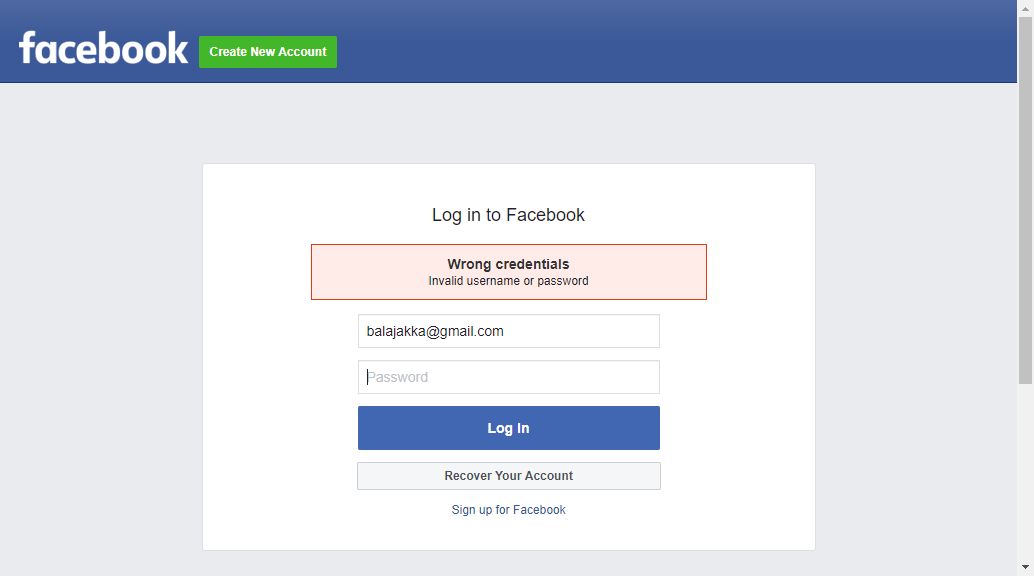 facebook
Create New Account
Log in to Facebook
Wrong credentials
Invalid username or password
balajakka@gmail.com
Password
Log In
Recover Your Account
Sign up for Facebook